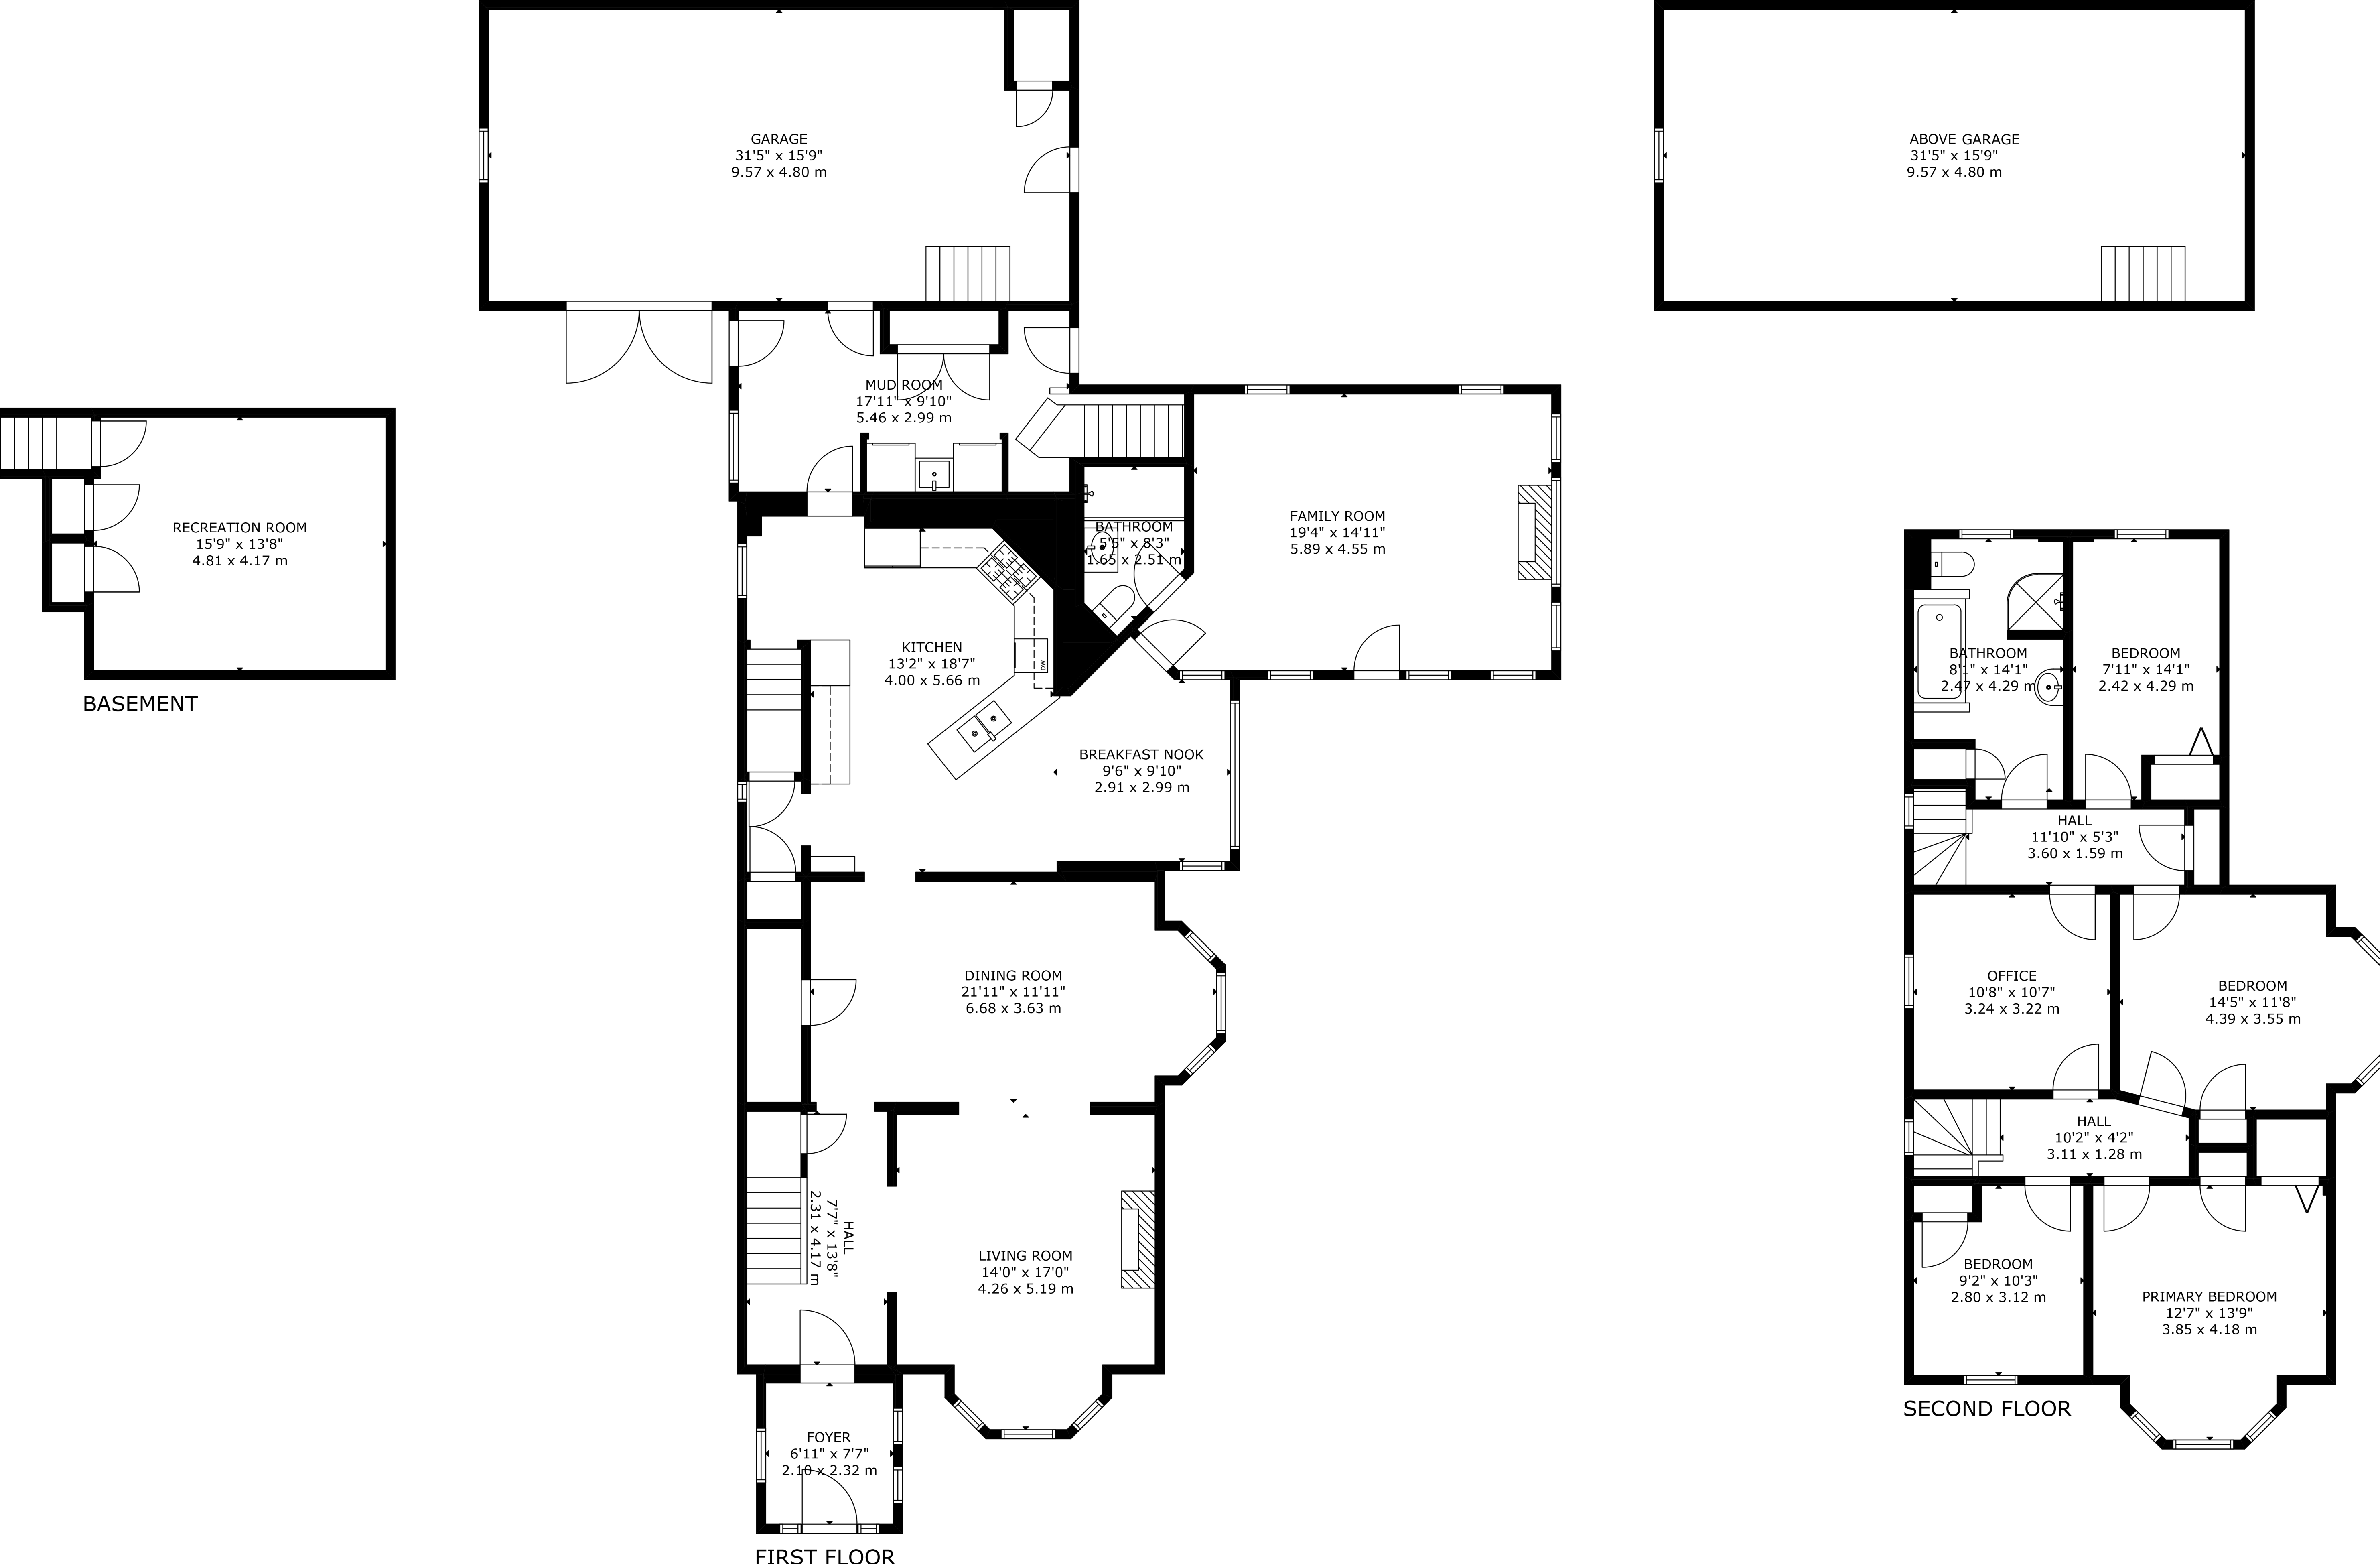 GARAGE
31'5" x 15'9"
9.57 x 4.80 m
ABOVE GARAGE
31'5" x 15'9"
9.57 x 4.80 m
MUD ROOM
17'11" x 9'10"
5.46 x 2.99 m
RECREATION ROOM
15'9" x 13'8"
4.81 x 4.17 m
BASEMENT
BATHROOM
5'5" x 8'3"
1.65 x 2.51 m
FAMILY ROOM
19'4" x 14'11"
5.89 x 4.55 m
KITCHEN
13'2" x 18'7"
4.00 x 5.66 m
DW
BREAKFAST NOOK
9'6" x 9'10"
2.91 x 2.99 m
DINING ROOM
21'11" x 11'11"
6.68 x 3.63 m
HALL
7'7" x 13'8"
2.31 x 4.17 m
LIVING ROOM
14'0" x 17'0"
4.26 x 5.19 m
FOYER
6'11" x 7'7"
2.10 x 2.32 m
FIRST FLOOR
BATHROOM
8'1" x 14'1"
2.47 x 4.29 m
BEDROOM
7'11" x 14'1"
2.42 x 4.29 m
HALL
11'10" x 5'3"
3.60 x 1.59 m
OFFICE
10'8" x 10'7"
3.24 x 3.22 m
BEDROOM
14'5" x 11'8"
4.39 x 3.55 m
HALL
10'2" x 4'2"
3.11 x 1.28 m
BEDROOM
9'2" x 10'3"
2.80 x 3.12 m
PRIMARY BEDROOM
12'7" x 13'9"
3.85 x 4.18 m
SECOND FLOOR